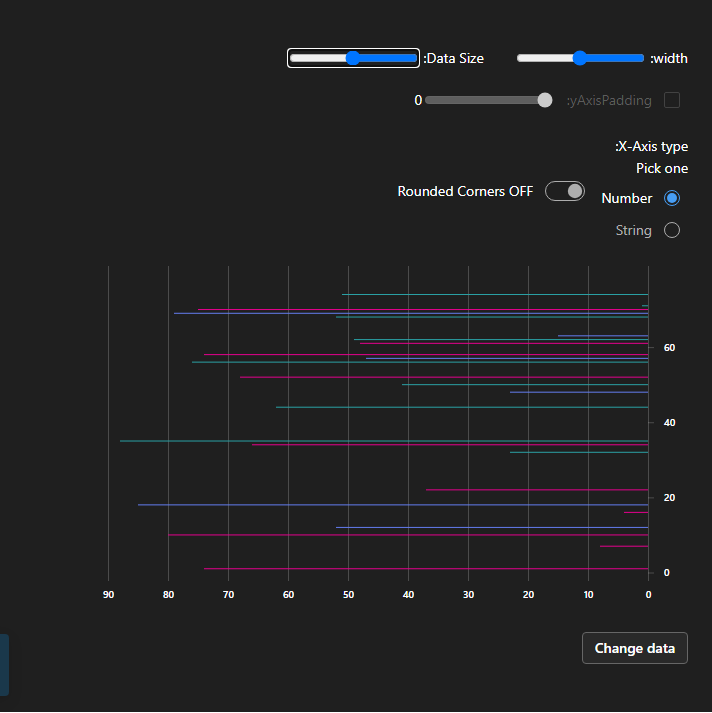 :width
:Data Size
:yAxisPadding
0
:X-Axis type
Pick one
Number
Rounded Corners OFF
String
60
40
20
0
90 80 70 60 50 40 30 20 10 0
Change data